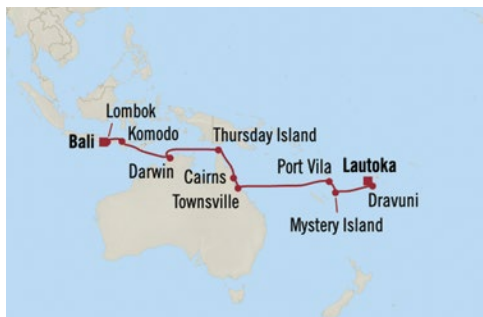 Lombok
Bali
Komodo
Darwin
Thursday Island
Cairns
Townsville
Port Vila
Lautoka
Dravuni
Mystery Island